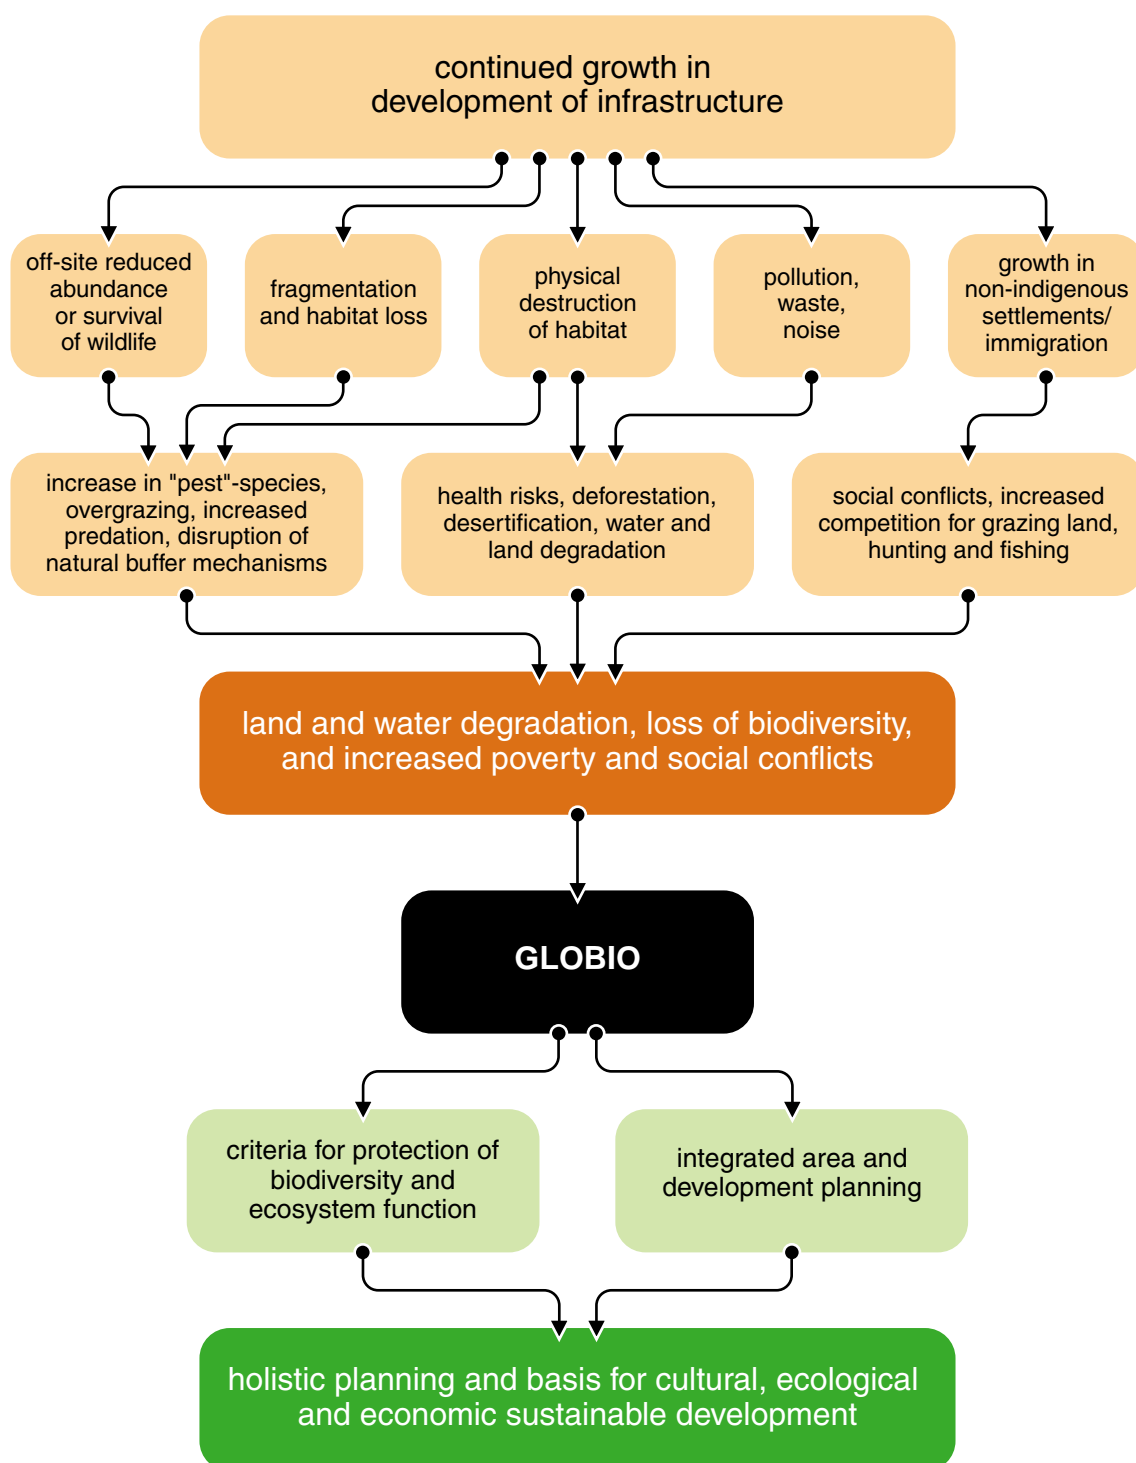 continued growth in
development of infrastructure
off-site reduced
abundance
or survival
of wildlife
fragmentation
and habitat loss
physical
destruction
of habitat
pollution,
waste,
noise
growth in
non-indigenous
settlements/
immigration
increase in "pest"-species,
overgrazing, increased
predation, disruption of
natural buffer mechanisms
health risks, deforestation,
desertification, water and
land degradation
social conflicts, increased
competition for grazing land,
hunting and fishing
land and water degradation, loss of biodiversity,
and increased poverty and social conflicts
GLOBIO
criteria for protection of
biodiversity and
ecosystem function
integrated area and
development planning
holistic planning and basis for cultural, ecological
and economic sustainable development